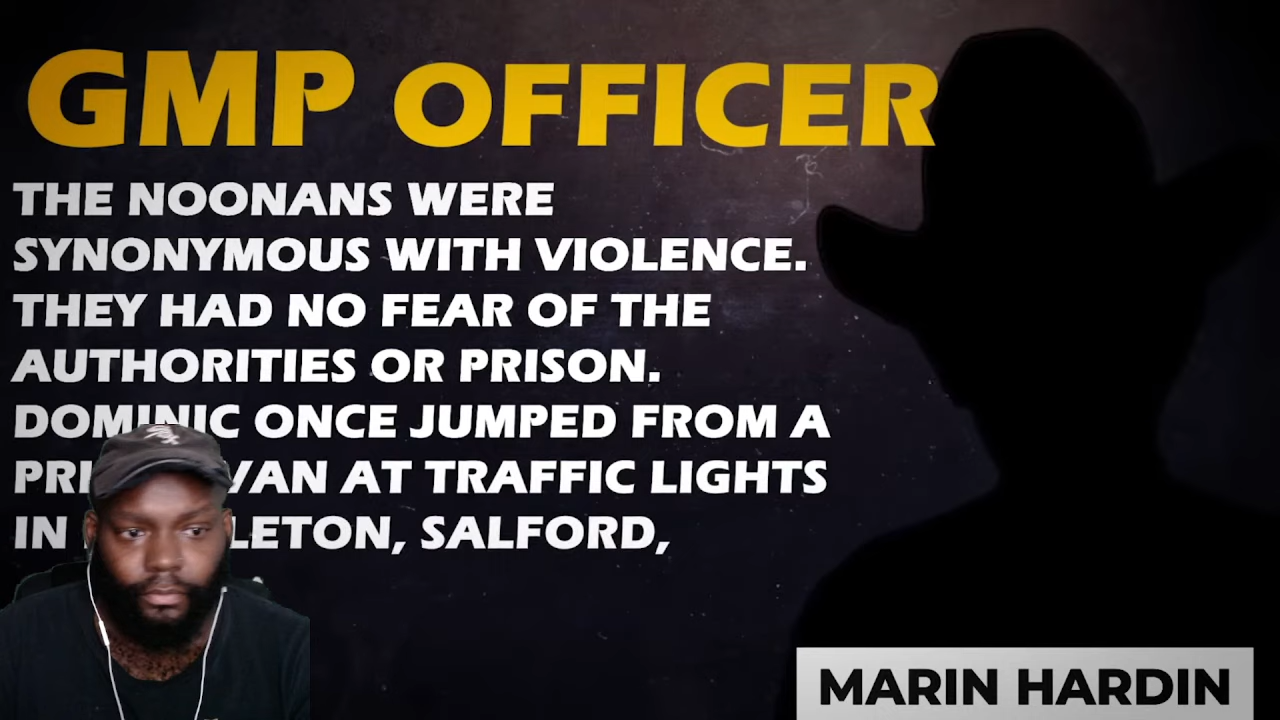 GMP OFFICER
THE NOONANS WERE
SYNONYMOUS WITH VIOLENCE.
THEY HAD NO FEAR OF THE
AUTHORITIES OR PRISON.
DOMINIC ONCE JUMPED FROM A
VAN AT TRAFFIC LIGHTS
IN SALFORD,
MARIN HARDIN